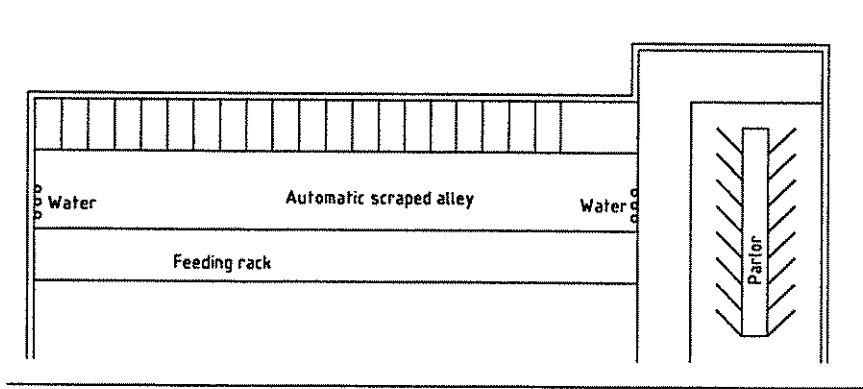 Water
Automatic scraped alley
Water
Feeding rack
Parlor